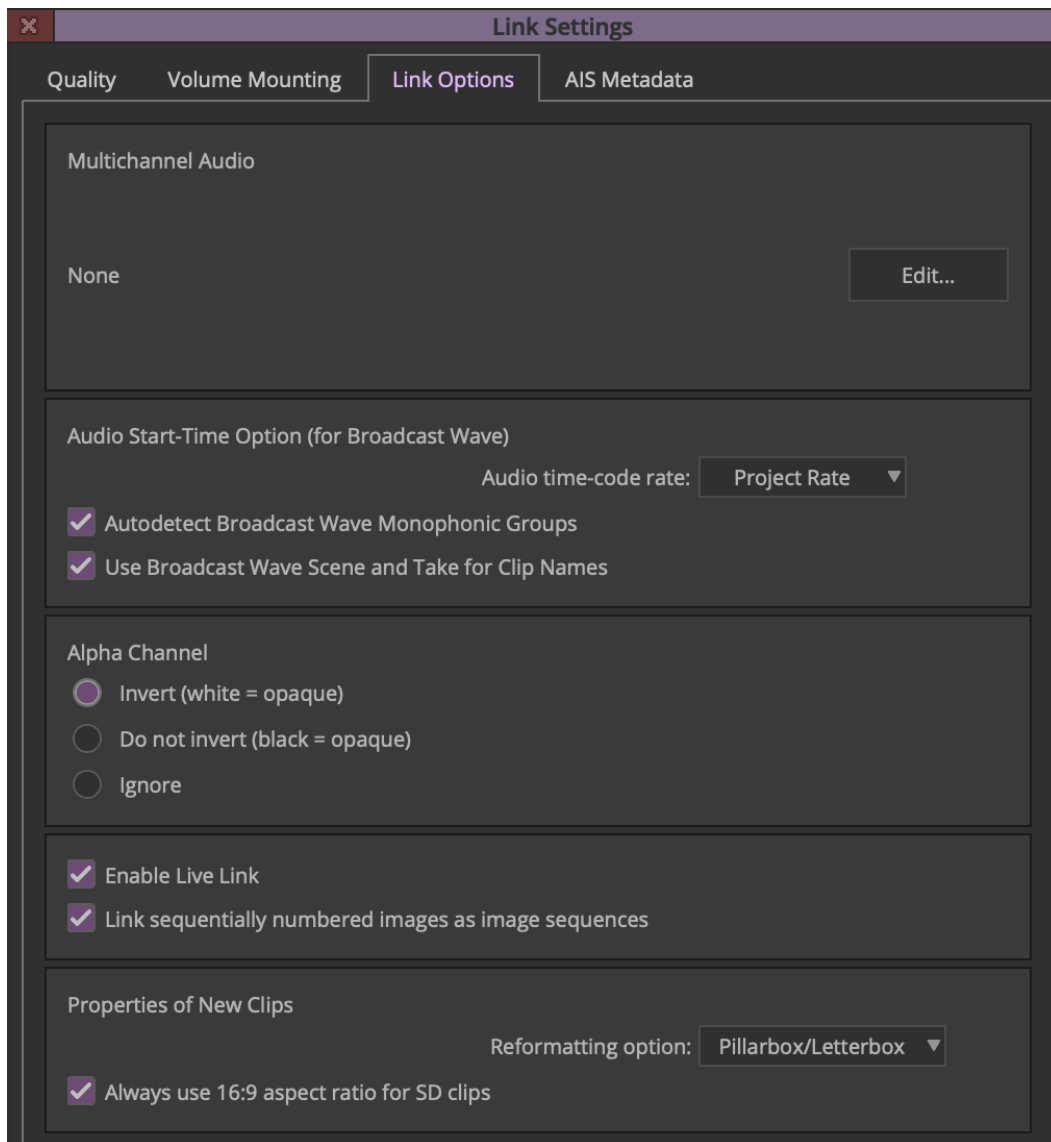 Link Settings
Quality Volume Mounting Link Options AIS Metadata
Multichannel Audio
None Edit...
Audio Start-Time Option (for Broadcast Wave)
Audio time-code rate: Project Rate
Autodetect Broadcast Wave Monophonic Groups
Use Broadcast Wave Scene and Take for Clip Names
Alpha Channel
Invert (white = opaque)
Do not invert (black = opaque)
Ignore
Enable Live Link
Link sequentially numbered images as image sequences
Properties of New Clips
Reformatting option: Pillarbox/Letterbox
Always use 16:9 aspect ratio for SD clips